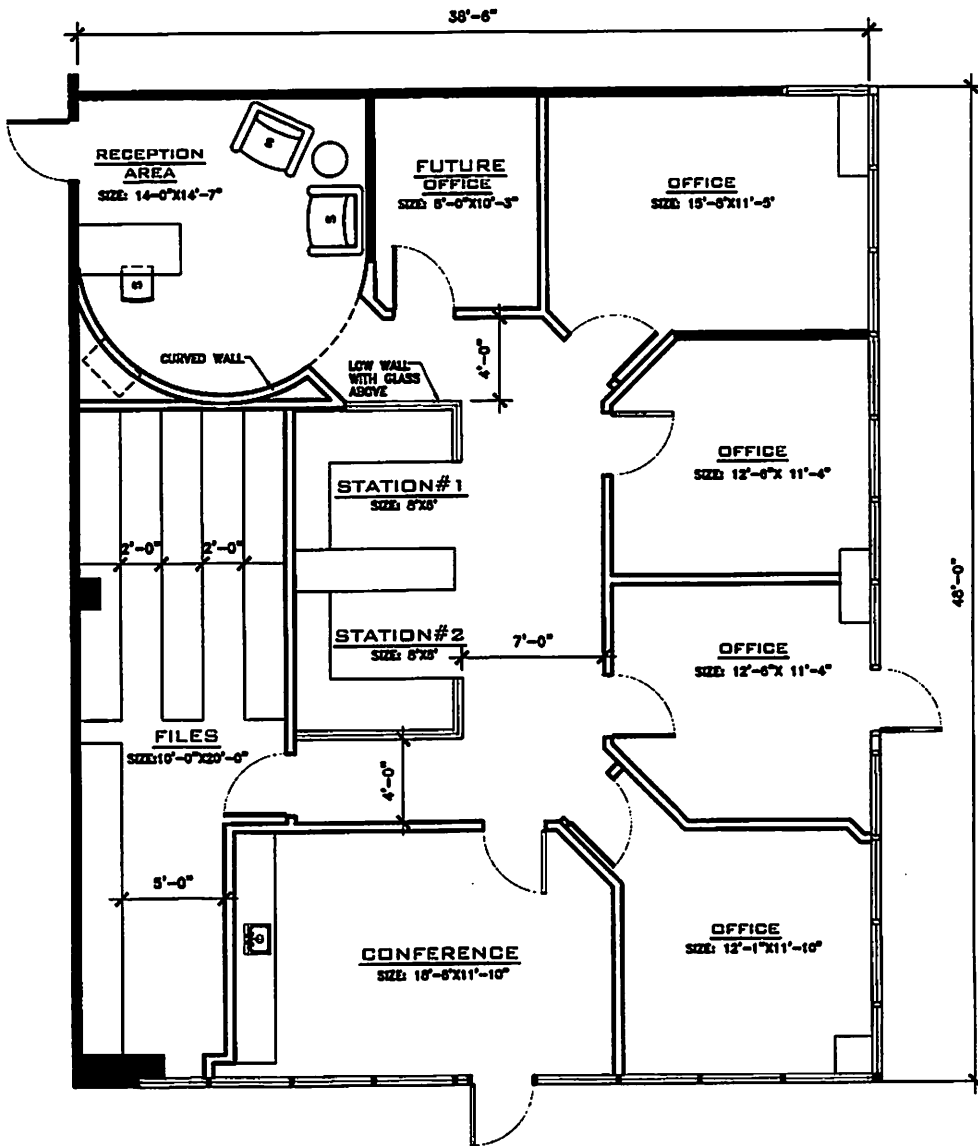 38'-6"
RECEPTION
AREA
SIZE: 14-0"X14'-7"
FUTURE
OFFICE
SIZE: 8'-0"X10'-3"
OFFICE
SIZE: 15'-8"X11'-5"
CURVED WALL
LOW WALL
WITH GLASS
ABOVE
4'-0"
OFFICE
SIZE: 12'-6"X 11'-4"
STATION#1
SIZE: 8'X6'
2'-0"
2'-0"
48'-0"
STATION#2
SIZE: 8'X6'
7'-0"
OFFICE
SIZE: 12'-6"X 11'-4"
FILES
SIZE:10'-0"X20'-0"
4'-0"
5'-0"
CONFERENCE
SIZE: 18'-6"X11'-10"
OFFICE
SIZE: 12'-1"X11'-10"